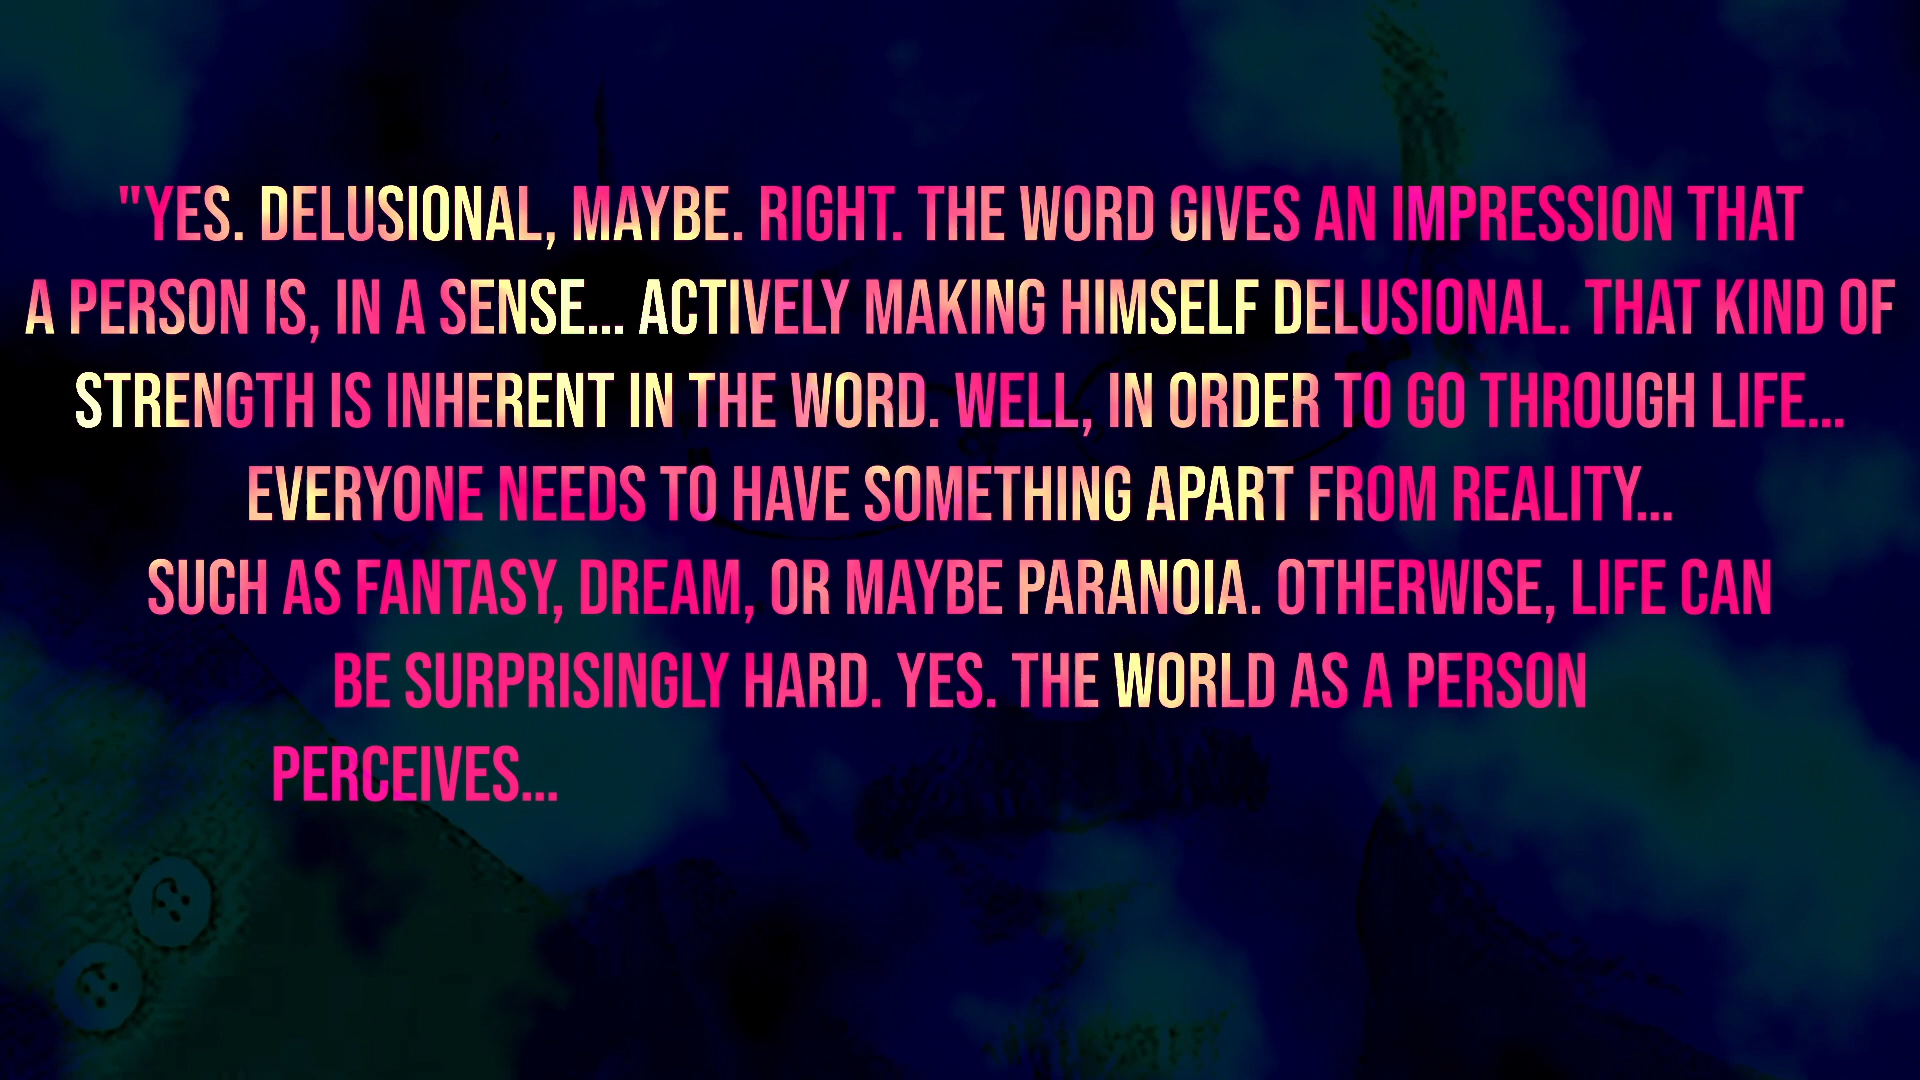 "YES. DELUSIONAL, MAYBE. RIGHT. THE WORD GIVES AN IMPRESSION THAT
A PERSON IS, IN A SENSE... ACTIVELY MAKING HIMSELF DELUSIONAL. THAT KIND OF
STRENGTH IS INHERENT IN THE WORD. WELL, IN ORDER TO GO THROUGH LIFE...
EVERYONE NEEDS TO HAVE SOMETHING APART FROM REALITY...
SUCH AS FANTASY, DREAM, OR MAYBE PARANOIA. OTHERWISE, LIFE CAN
BE SURPRISINGLY HARD. YES. THE WORLD AS A PERSON
PERCEIVES...